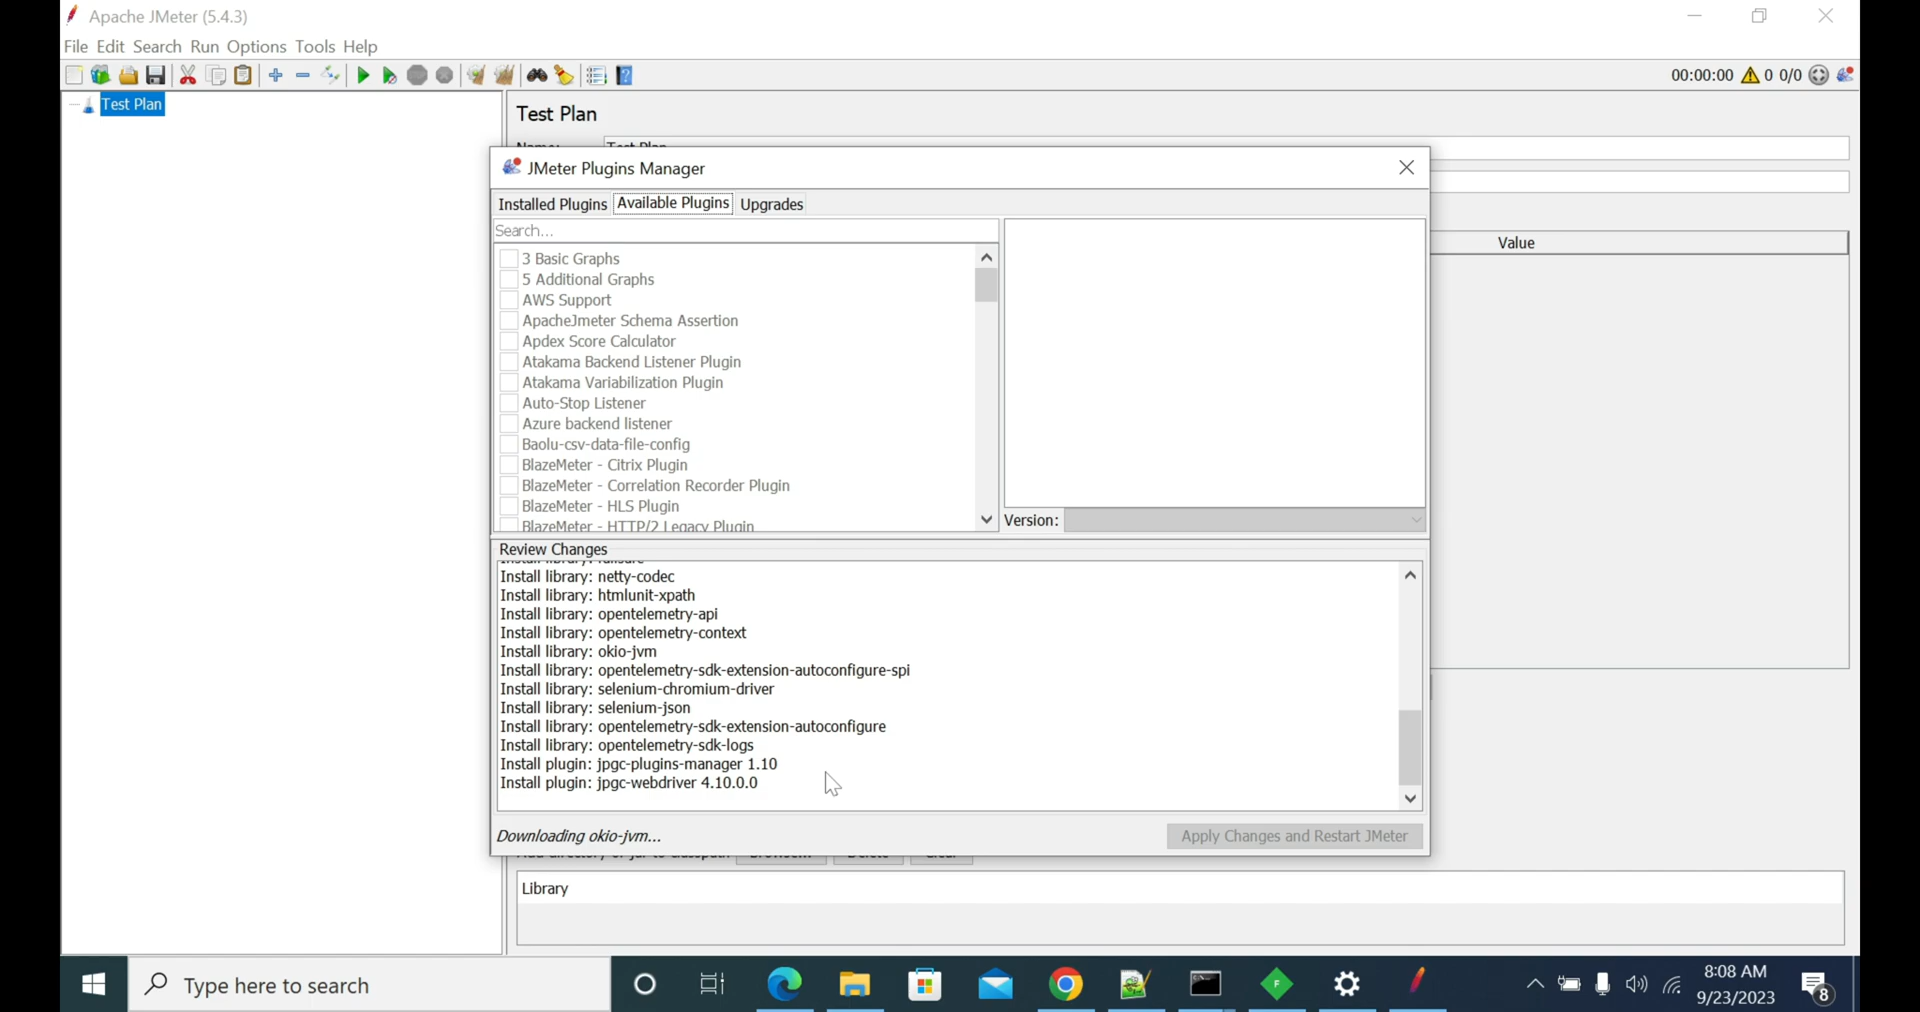 Apache JMeter (5.4.3)
File Edit Search Run Options Tools Help
00:00:00 0 0/0
Test Plan
Test Plan
Test Plan
JMeter Plugins Manager
Installed Plugins Available Plugins Upgrades
Search...
Value
3 Basic Graphs
5 Additional Graphs
AWS Support
ApacheJmeter Schema Assertion
Apdex Score Calculator
Atakama Backend Listener Plugin
Atakama Variabilization Plugin
Auto-Stop Listener
Azure backend listener
Baolu-csv-data-file-config
BlazeMeter - Citrix Plugin
BlazeMeter - Correlation Recorder Plugin
BlazeMeter - HLS Plugin
BlazeMeter - HTTP/2 Legacy Plugin
Version:
Review Changes
Install library: netty-codec
Install library: htmlunit-xpath
Install library: opentelemetry-api
Install library: opentelemetry-context
Install library: okio-jvm
Install library: opentelemetry-sdk-extension-autoconfigure-spi
Install library: selenium-chromium-driver
Install library: selenium-json
Install library: opentelemetry-sdk-extension-autoconfigure
Install library: opentelemetry-sdk-logs
Install plugin: jpgc-plugins-manager 1.10
Install plugin: jpgc-webdriver 4.10.0.0
Downloading okio-jvm...
Apply Changes and Restart JMeter
Library
Type here to search
8:08 AM
9/23/2023
8